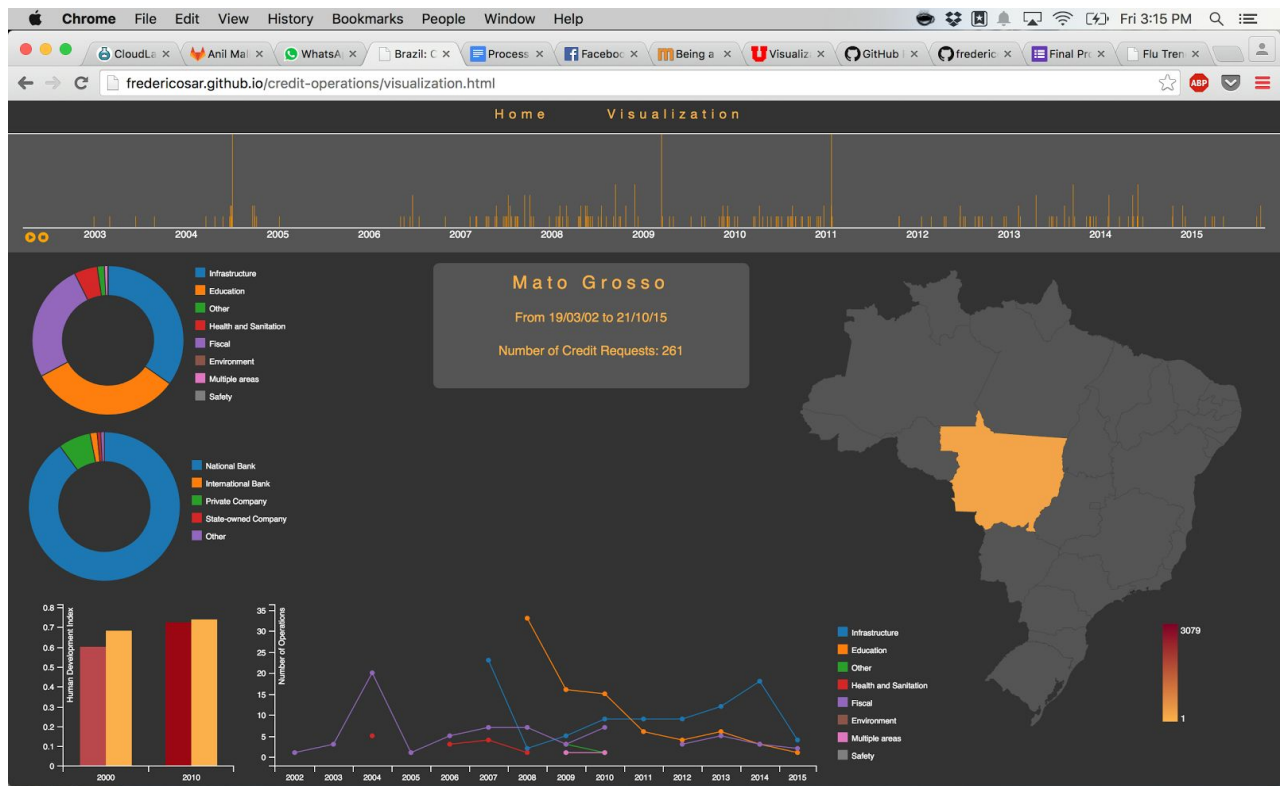 Chrome File Edit View History Bookmarks People Window Help
Fri 3:15 PM
CloudLa
Anil Mal
WhatsA
Brazil: C
Process
Faceboo
Being a
Visualiz
GitHub
frederic
Final Pro
Flu Tren
fredericosar.github.io/credit-operations/visualization.html
ABP
Home Visualization
2003 2004 2005 2006 2007 2008 2009 2010 2011 2012 2013 2014 2015
Infrastructure
Education
Other
Health and Sanitation
Fiscal
Environment
Multiple areas
Safety
Mato Grosso
From 19/03/02 to 21/10/15
Number of Credit Requests: 261
National Bank
International Bank
Private Company
State-owned Company
Other
Human Development Index
0.8
0.7
0.6
0.5
0.4
0.3
0.2
0.1
0
2000 2010
Number of Operations
35
30
25
20
15
10
5
0
2002 2003 2004 2005 2006 2007 2008 2009 2010 2011 2012 2013 2014 2015
Infrastructure
Education
Other
Health and Sanitation
Fiscal
Environment
Multiple areas
Safety
3079
1